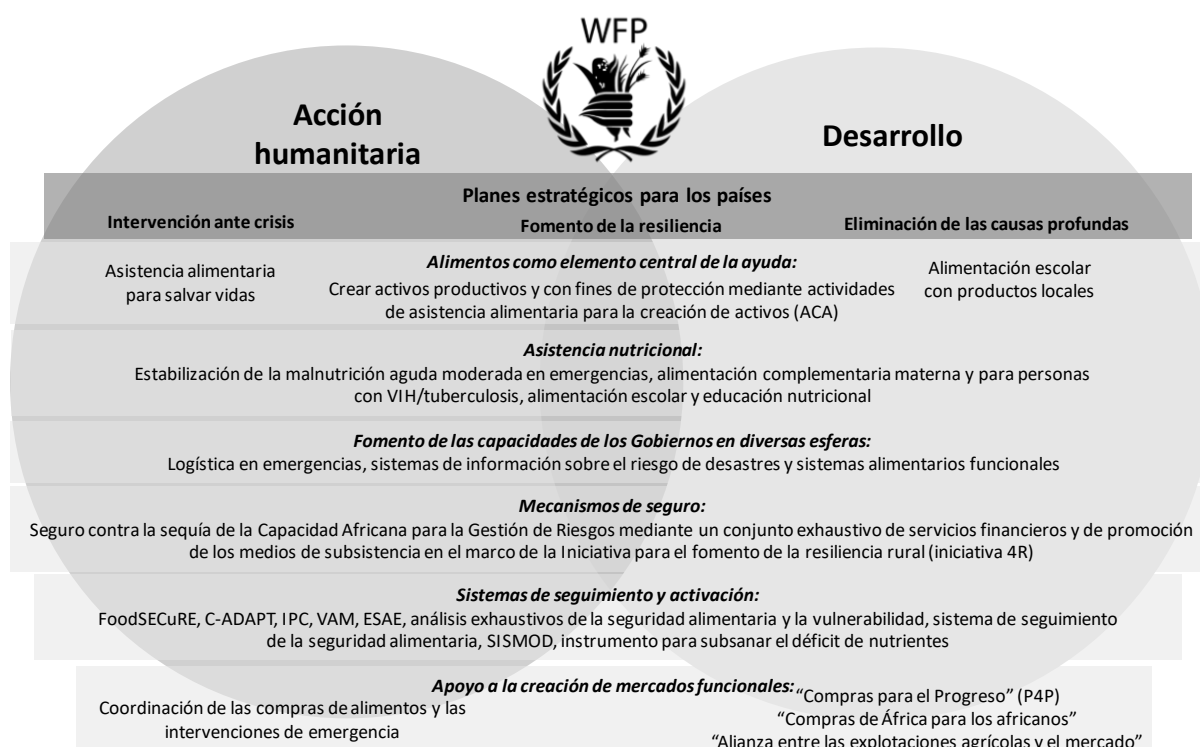 WFP
Acción
humanitaria
Desarrollo
Planes estratégicos para los países
Intervención ante crisis
Fomento de la resiliencia
Eliminación de las causas profundas
Asistencia alimentaria
para salvar vidas
Alimentos como elemento central de la ayuda:
Crear activos productivos y con fines de protección mediante actividades
de asistencia alimentaria para la creación de activos (ACA)
Alimentación escolar
con productos locales
Asistencia nutricional:
Estabilización de la malnutrición aguda moderada en emergencias, alimentación complementaria materna y para personas
con VIH/tuberculosis, alimentación escolar y educación nutricional
Fomento de las capacidades de los Gobiernos en diversas esferas:
Logística en emergencias, sistemas de información sobre el riesgo de desastres y sistemas alimentarios funcionales
Mecanismos de seguro:
Seguro contra la sequía de la Capacidad Africana para la Gestión de Riesgos mediante un conjunto exhaustivo de servicios financieros y de promoción
de los medios de subsistencia en el marco de la Iniciativa para el fomento de la resiliencia rural (iniciativa 4R)
Sistemas de seguimiento y activación:
FoodSECuRE, C-ADAPT, IPC, VAM, ESAE, análisis exhaustivos de la seguridad alimentaria y la vulnerabilidad, sistema de seguimiento
de la seguridad alimentaria, SISMOD, instrumento para subsanar el déficit de nutrientes
Apoyo a la creación de mercados funcionales:
Coordinación de las compras de alimentos y las
intervenciones de emergencia
“Compras para el Progreso” (P4P)
“Compras de África para los africanos”
“Alianza entre las explotaciones agrícolas y el mercado”